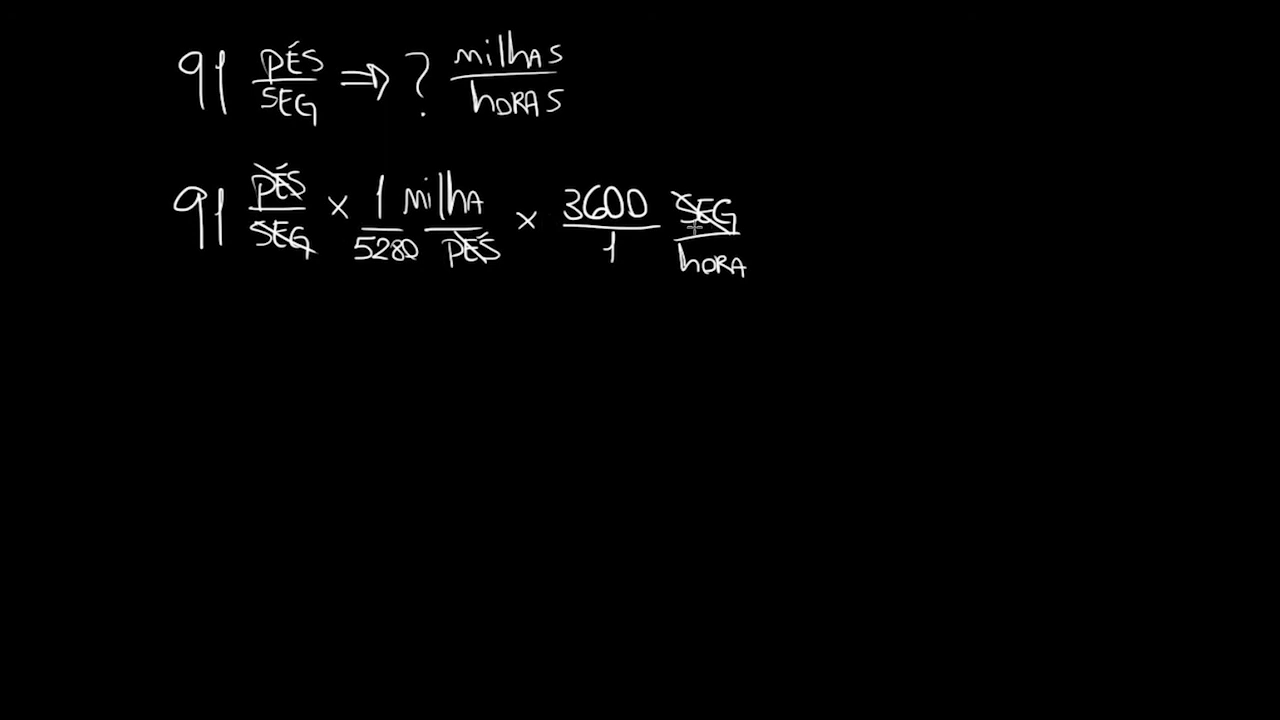 91 PÉS/SEG ⇒ ? milhAS/hORAS
91 PÉS/SEG × 1 milhA/5280 PÉS × 3600/1 SEG/hORA